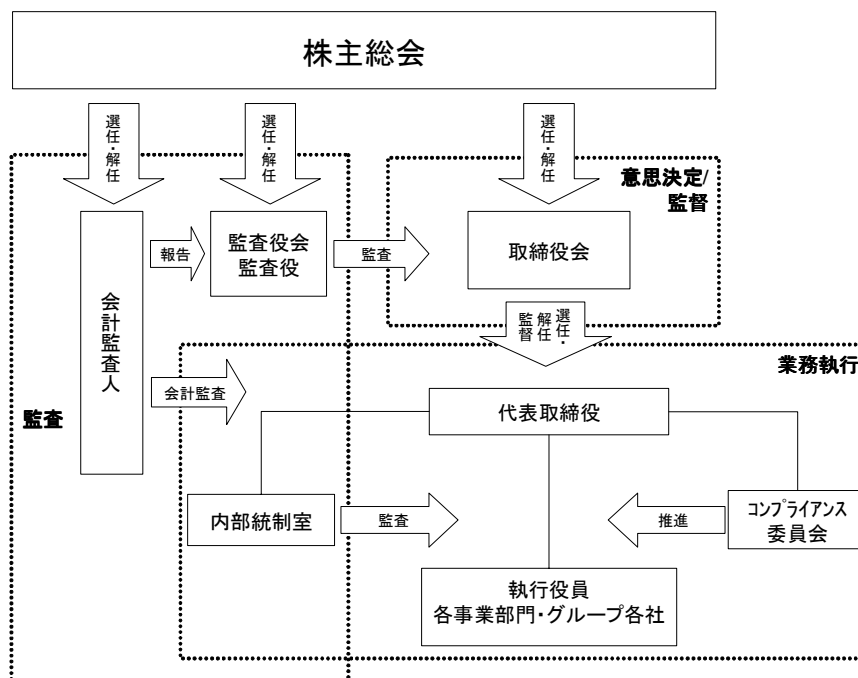 株主総会
選任・解任
選任・解任
選任・解任
意思決定/
監督
会計監査人
報告
監査役会
監査役
監査
取締役会
選任・
解任
監督
業務執行
会計監査
監査
代表取締役
内部統制室
監査
推進
コンプライアンス
委員会
執行役員
各事業部門・グループ各社